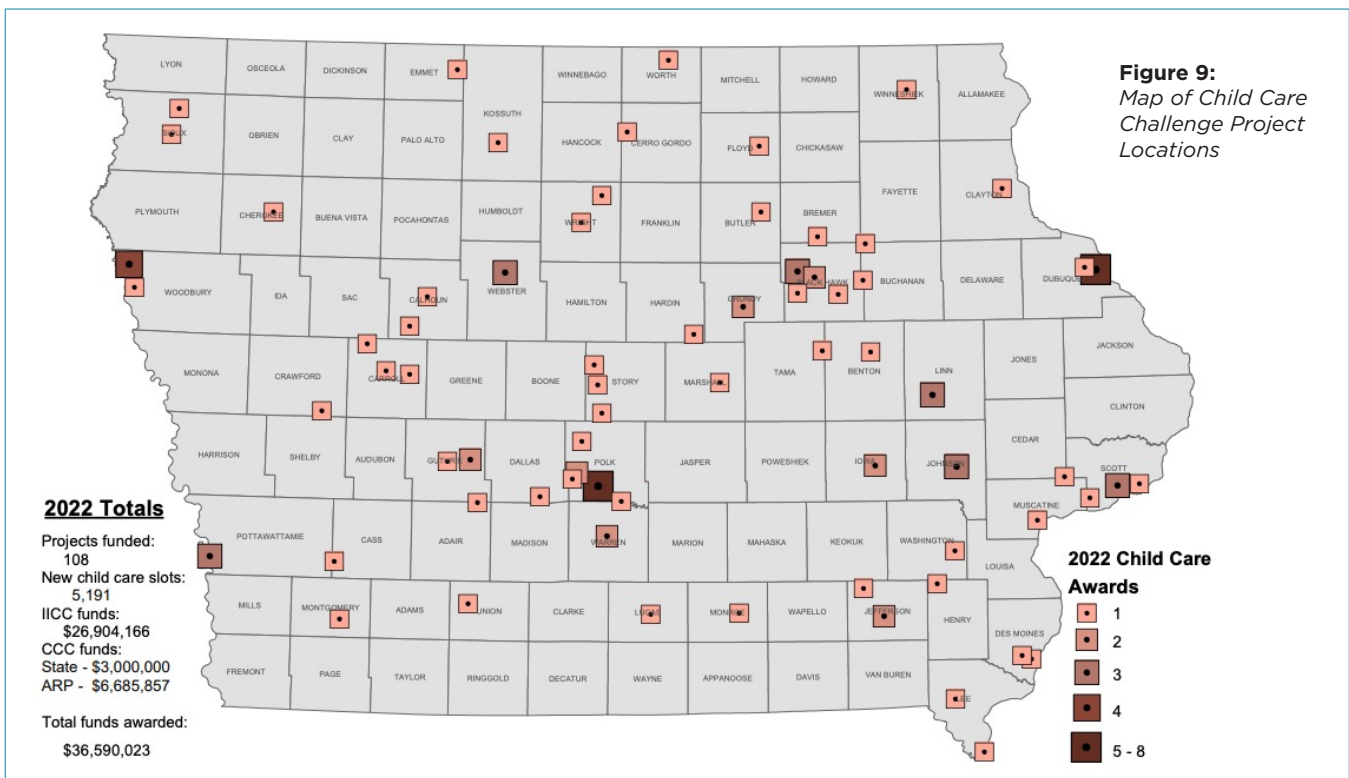 Figure 9:
Map of Child Care
Challenge Project
Locations
LYON
OSCEOLA
DICKINSON
EMMET
WINNEBAGO
WORTH
MITCHELL
HOWARD
WINNESHIEK
ALLAMAKEE
SIOUX
OBRIEN
CLAY
PALO ALTO
KOSSUTH
HANCOCK
CERRO GORDO
FLOYD
CHICKASAW
FAYETTE
CLAYTON
PLYMOUTH
CHEROKEE
BUENA VISTA
POCAHONTAS
HUMBOLDT
WRIGHT
FRANKLIN
BUTLER
BREMER
WOODBURY
IDA
SAC
CALHOUN
WEBSTER
HAMILTON
HARDIN
GRUNDY
BLACK HAWK
BUCHANAN
DELAWARE
DUBUQUE
MONONA
CRAWFORD
CARROLL
GREENE
BOONE
STORY
MARSHALL
TAMA
BENTON
LINN
JONES
JACKSON
CLINTON
HARRISON
SHELBY
AUDUBON
GUTHRIE
DALLAS
POLK
JASPER
POWESHIEK
IOWA
JOHNSON
CEDAR
SCOTT
MUSCATINE
POTTAWATTAMIE
CASS
ADAIR
MADISON
WARREN
MARION
MAHASKA
KEOKUK
WASHINGTON
LOUISA
MILLS
MONTGOMERY
ADAMS
UNION
CLARKE
LUCAS
MONROE
WAPELLO
JEFFERSON
HENRY
DES MOINES
FREMONT
PAGE
TAYLOR
RINGGOLD
DECATUR
WAYNE
APPANOOSE
DAVIS
VAN BUREN
LEE
2022 Totals
Projects funded:
108
New child care slots:
5,191
IICC funds:
$26,904,166
CCC funds:
State - $3,000,000
ARP - $6,685,857
Total funds awarded:
$36,590,023
2022 Child Care
Awards
1
2
3
4
5 - 8